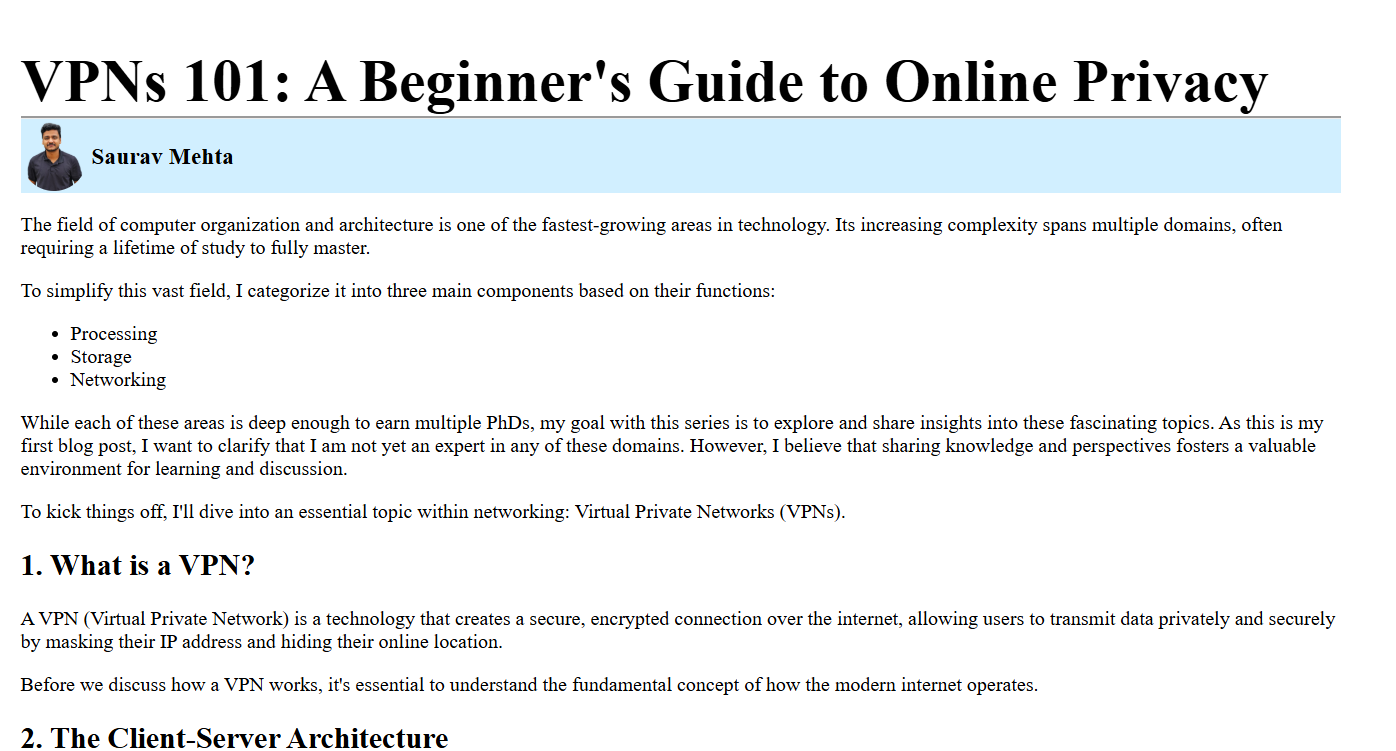 VPNs 101: A Beginner's Guide to Online Privacy
Saurav Mehta
The field of computer organization and architecture is one of the fastest-growing areas in technology. Its increasing complexity spans multiple domains, often
requiring a lifetime of study to fully master.
To simplify this vast field, I categorize it into three main components based on their functions:
• Processing
• Storage
• Networking
While each of these areas is deep enough to earn multiple PhDs, my goal with this series is to explore and share insights into these fascinating topics. As this is my
first blog post, I want to clarify that I am not yet an expert in any of these domains. However, I believe that sharing knowledge and perspectives fosters a valuable
environment for learning and discussion.
To kick things off, I'll dive into an essential topic within networking: Virtual Private Networks (VPNs).
1. What is a VPN?
A VPN (Virtual Private Network) is a technology that creates a secure, encrypted connection over the internet, allowing users to transmit data privately and securely
by masking their IP address and hiding their online location.
Before we discuss how a VPN works, it's essential to understand the fundamental concept of how the modern internet operates.
2. The Client-Server Architecture